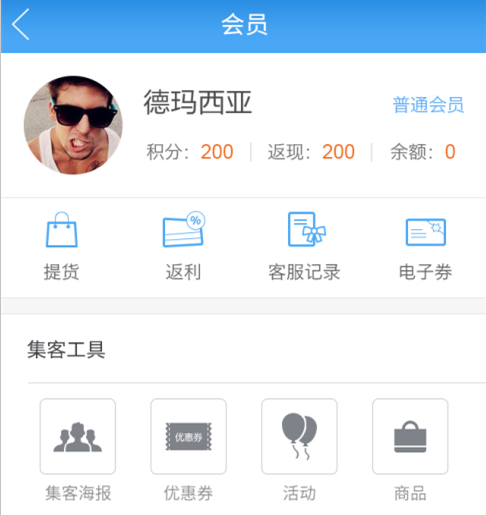 会员
德玛西亚 普通会员
积分：200 返现：200 余额：0
% 
提货 返利 客服记录 电子券
集客工具
优惠券
集客海报 优惠券 活动 商品